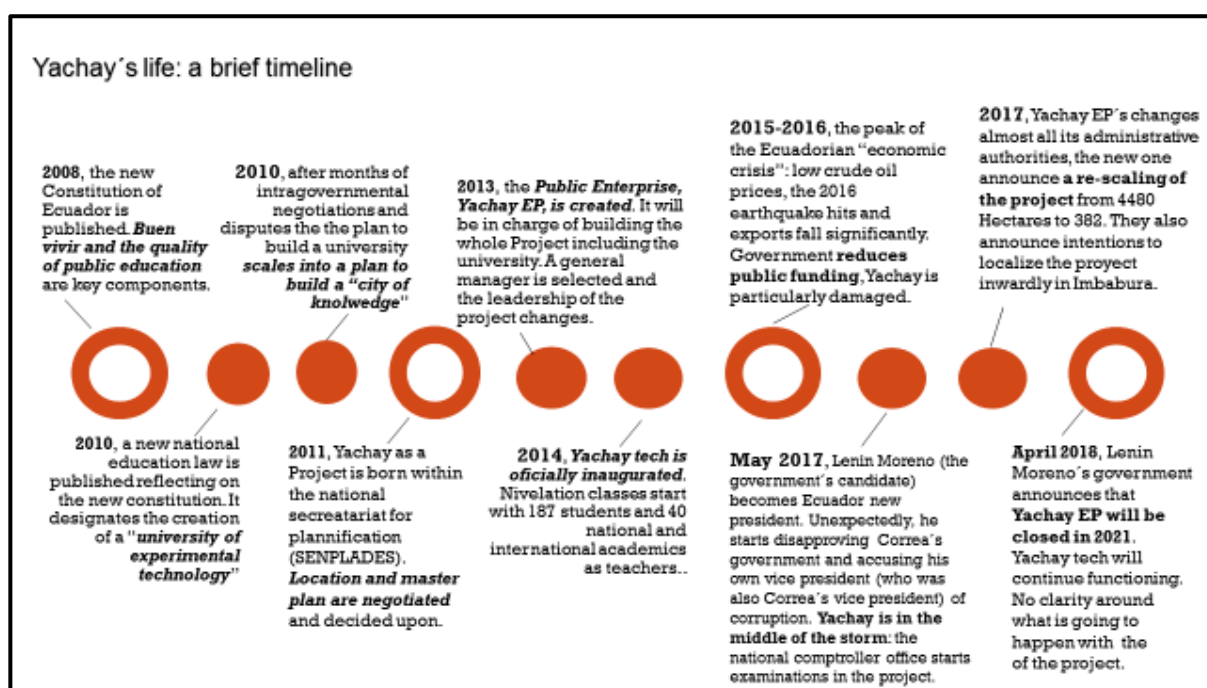 Yachay´s life: a brief timeline
2008, the new
Constitution of
Ecuador is
published. Buen
vivir and the quality
of public education
are key components.
2010, a new national
education law is
published reflecting on
the new constitution. It
designates the creation
of a “university of
experimental
technology”
2010, after months of
intragovernmental
negotiations and
disputes the the plan to
build a university
scales into a plan to
build a “city of
knolwedge”
2011, Yachay as a
Project is born within
the national
secreatariat for
plannification
(SENPLADES).
Location and master
plan are negotiated
and decided upon.
2013, the Public Enterprise,
Yachay EP, is created. It will
be in charge of building the
whole Project including the
university. A general
manager is selected and
the leadership of the
project changes.
2014, Yachay tech is
oficially inaugurated.
Nivelation classes start
with 187 students and 40
national and
international academics
as teachers..
2015-2016, the peak of
the Ecuadorian “economic
crisis”: low crude oil
prices, the 2016
earthquake hits and
exports fall significantly.
Government reduces
public funding, Yachay is
particularly damaged.
May 2017, Lenin Moreno (the
government´s candidate)
becomes Ecuador new
president. Unexpectedly, he
starts disapproving Correa´s
government and accusing his
own vice president (who was
also Correa´s vice president) of
corruption. Yachay is in the
middle of the storm: the
national comptroller office starts
examinations in the project.
2017, Yachay EP´s changes
almost all its administrative
authorities, the new one
announce a re-scaling of
the project from 4480
Hectares to 382. They also
announce intentions to
localize the proyect
inwardly in Imbabura.
April 2018, Lenin
Moreno´s government
announces that
Yachay EP will be
closed in 2021.
Yachay tech will
continue functioning.
No clarity around
what is going to
happen with the
of the project.